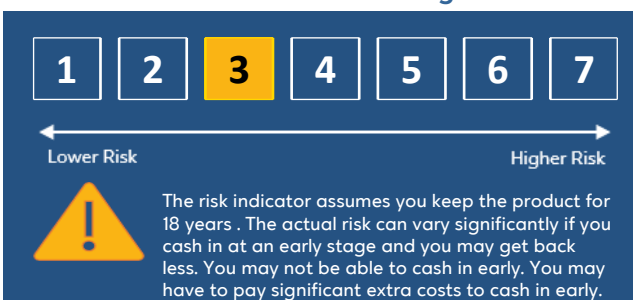 1 2 3 4 5 6 7
Lower Risk Higher Risk
The risk indicator assumes you keep the product for
18 years . The actual risk can vary significantly if you
cash in at an early stage and you may get back
less. You may not be able to cash in early. You may
have to pay significant extra costs to cash in early.